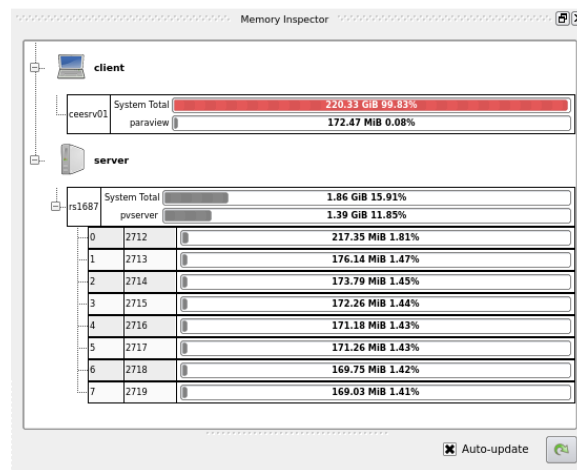 Memory Inspector
client
ceesrv01
System Total 220.33 GiB 99.83%
paraview 172.47 MiB 0.08%
server
rs1687
System Total 1.86 GiB 15.91%
pvserver 1.39 GiB 11.85%
0 2712 217.35 MiB 1.81%
1 2713 176.14 MiB 1.47%
2 2714 173.79 MiB 1.45%
3 2715 172.26 MiB 1.44%
4 2716 171.18 MiB 1.43%
5 2717 171.26 MiB 1.43%
6 2718 169.75 MiB 1.42%
7 2719 169.03 MiB 1.41%
Auto-update